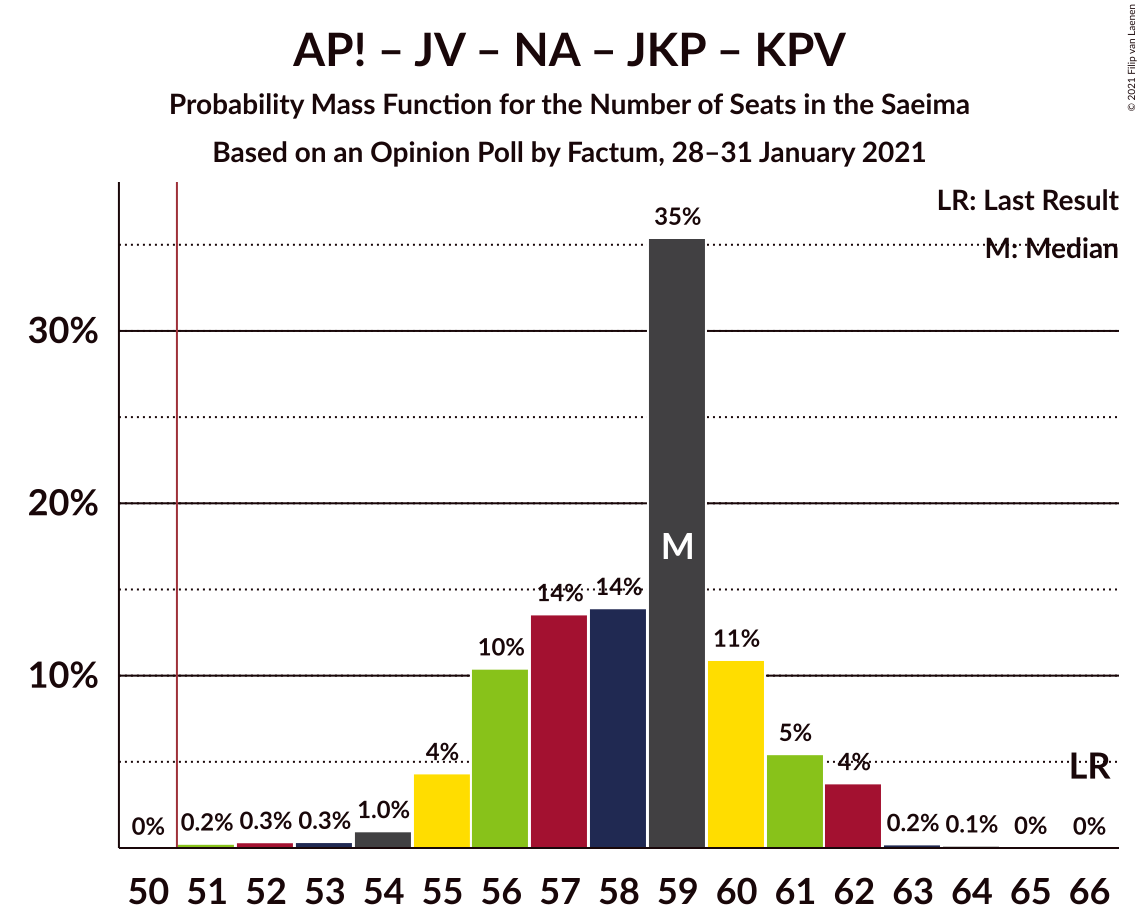 AP! – JV – NA – JKP – KPV
Probability Mass Function for the Number of Seats in the Saeima
Based on an Opinion Poll by Factum, 28–31 January 2021
© 2021 Filip van Laenen
LR: Last Result
M: Median
30%
20%
10%
0%
0.2%
0.3%
0.3%
1.0%
4%
10%
14%
14%
35%
11%
5%
4%
0.2%
0.1%
0%
0%
M
LR
50 51 52 53 54 55 56 57 58 59 60 61 62 63 64 65 66